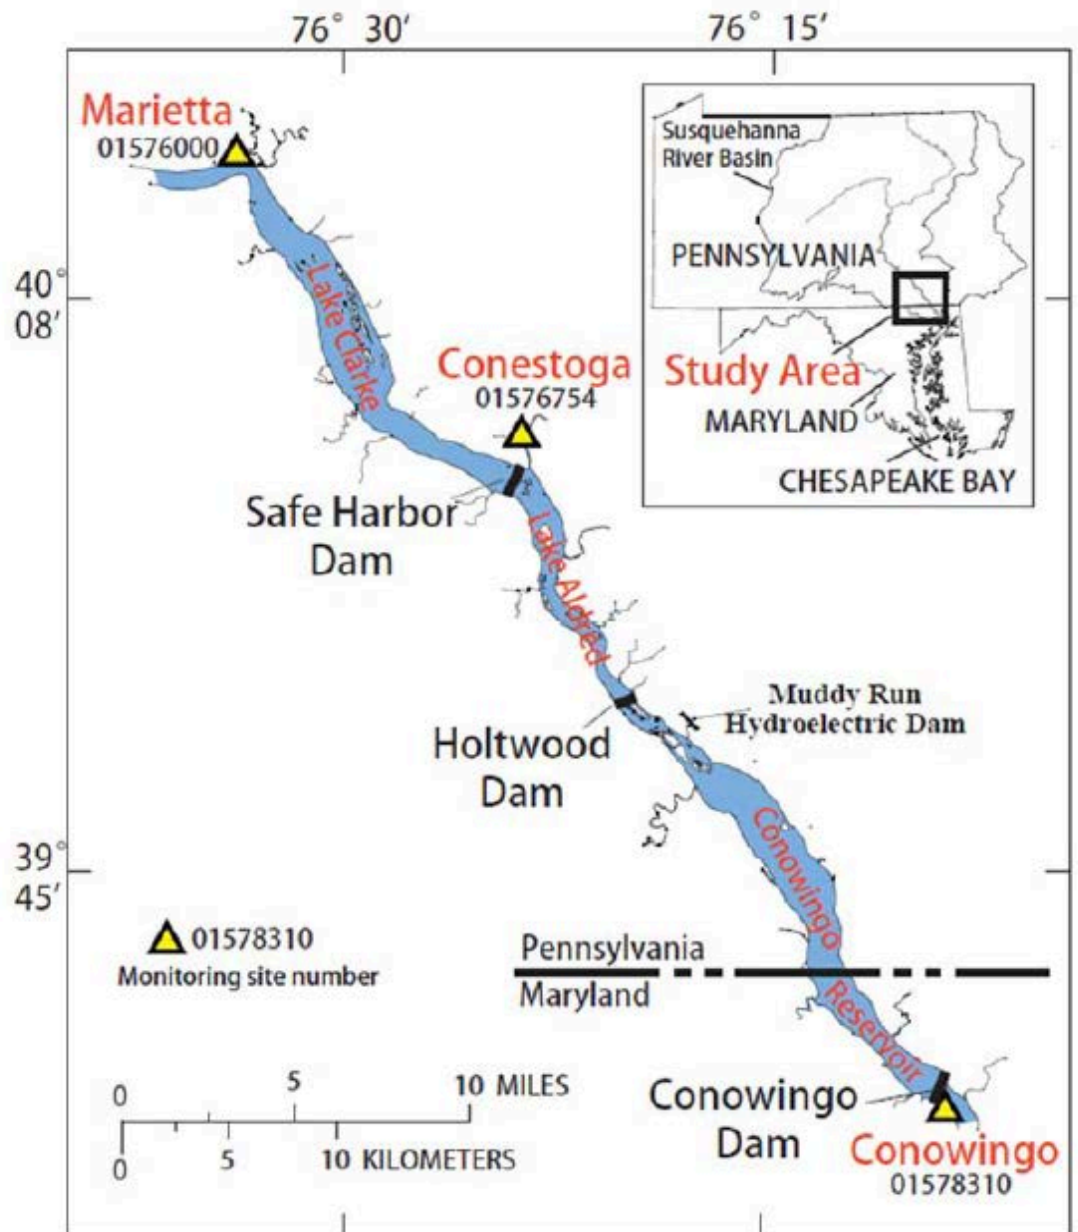 76° 30′
76° 15′
Marietta
01576000
Susquehanna
River Basin
PENNSYLVANIA
Study Area
MARYLAND
CHESAPEAKE BAY
40°
08′
Lake Clarke
Conestoga
01576754
Safe Harbor
Dam
Lake Aldred
Muddy Run
Hydroelectric Dam
Holtwood
Dam
Conowingo
Reservoir
39°
45′
01578310
Monitoring site number
Pennsylvania
Maryland
0 5 10 MILES
0 5 10 KILOMETERS
Conowingo
Dam
Conowingo
01578310